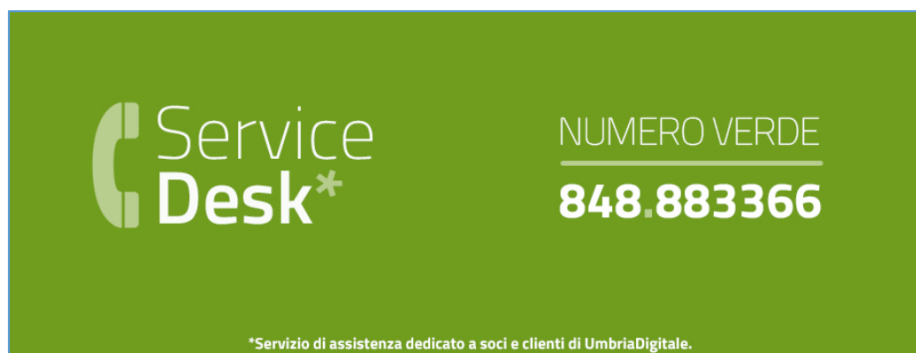 Service
Desk*
NUMERO VERDE
848.883366
*Servizio di assistenza dedicato a soci e clienti di UmbriaDigitale.